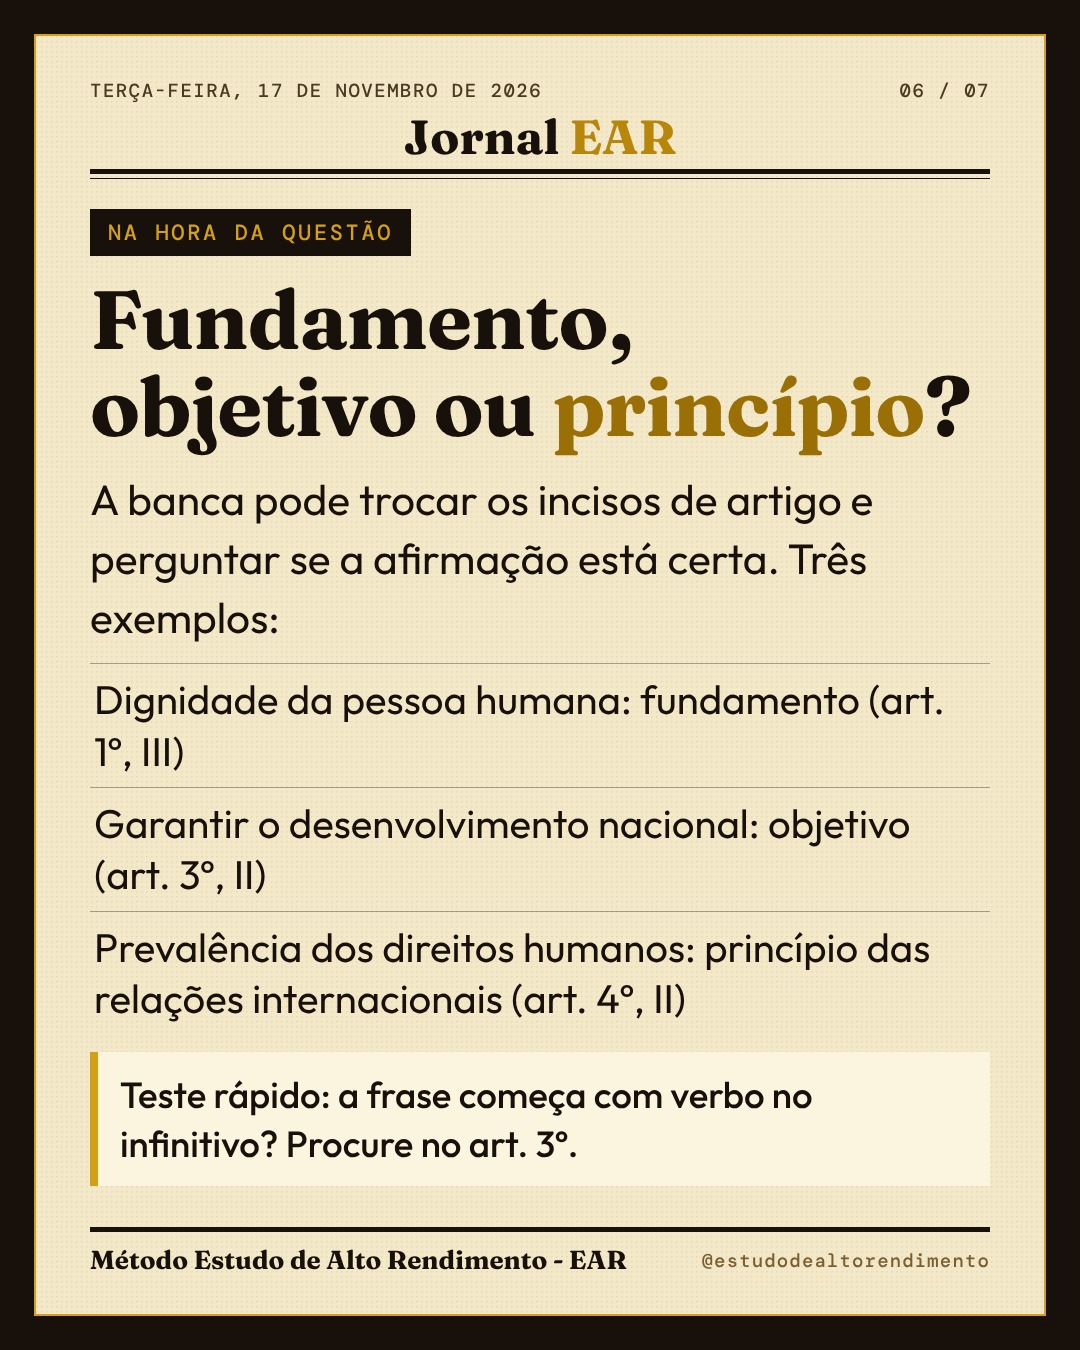 TERÇA-FEIRA, 17 DE NOVEMBRO DE 2026
06 / 07
Jornal EAR
NA HORA DA QUESTÃO
Fundamento,
objetivo ou princípio?
A banca pode trocar os incisos de artigo e
perguntar se a afirmação está certa. Três
exemplos:
Dignidade da pessoa humana: fundamento (art.
1º, III)
Garantir o desenvolvimento nacional: objetivo
(art. 3º, II)
Prevalência dos direitos humanos: princípio das
relações internacionais (art. 4º, II)
Teste rápido: a frase começa com verbo no
infinitivo? Procure no art. 3º.
Método Estudo de Alto Rendimento - EAR
@estudodealtorendimento